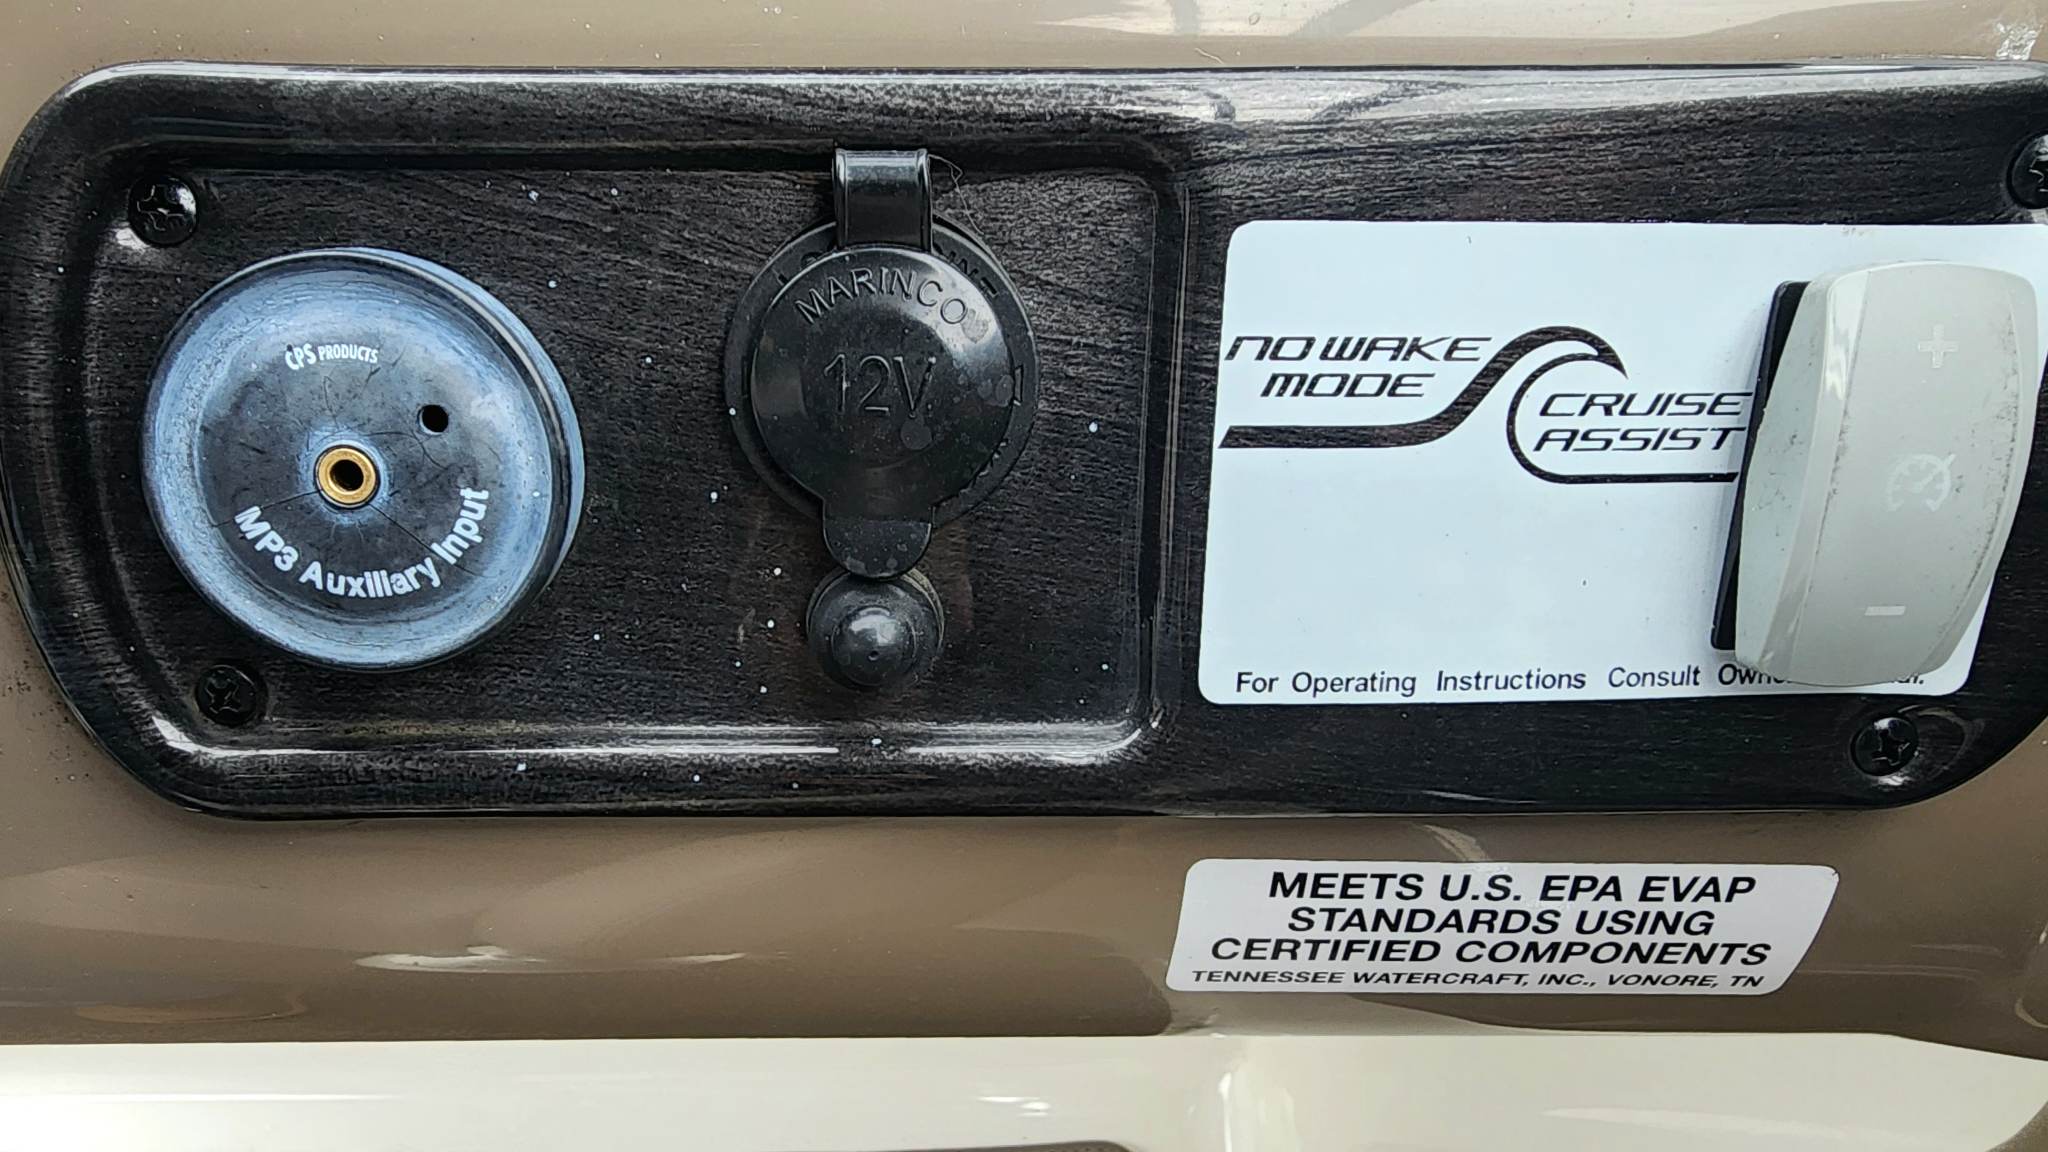 CPS PRODUCTS
MP3 Auxiliary Input
MARINCO
12V
NO WAKE
MODE
CRUISE
ASSIST
+
-
For Operating Instructions Consult
MEETS U.S. EPA EVAP
STANDARDS USING
CERTIFIED COMPONENTS
TENNESSEE WATERCRAFT, INC., VONORE, TN